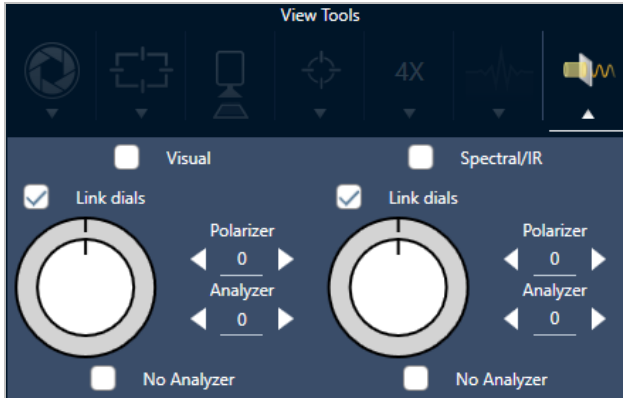 View Tools
4X
Visual
Spectral/IR
Link dials
Link dials
Polarizer
0
Analyzer
0
Polarizer
0
Analyzer
0
No Analyzer
No Analyzer